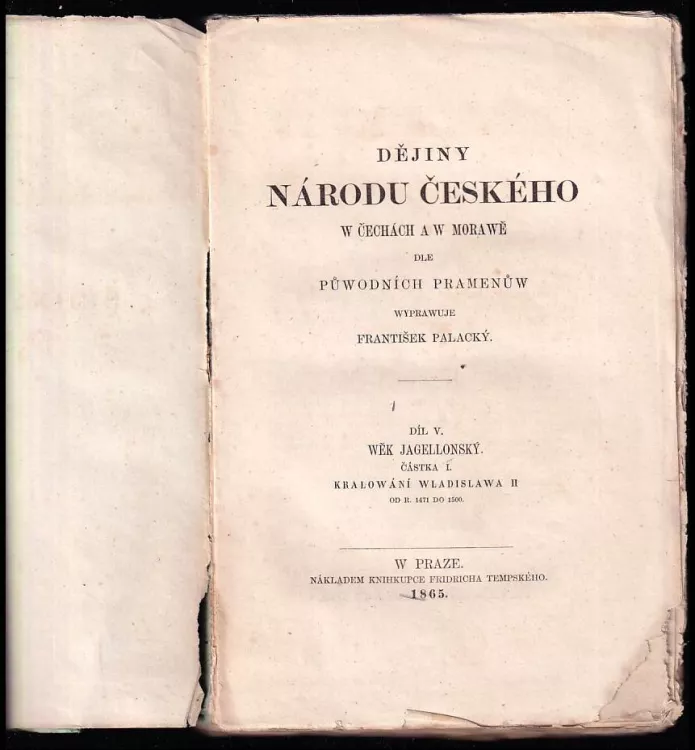 DĚJINY
NÁRODU ČESKÉHO
W ČECHÁCH A W MORAWĚ
DLE
PŮWODNÍCH PRAMENŮW
WYPRAWUJE
FRANTIŠEK PALACKÝ.
DÍL V.
WĚK JAGELLONSKÝ.
ČÁSTKA I.
KRALOWÁNÍ WLADISLAWA II
OD R. 1471 DO 1500.
W PRAZE.
NÁKLADEM KNIHKUPCE FRIDRICHA TEMPSKÉHO.
1865.